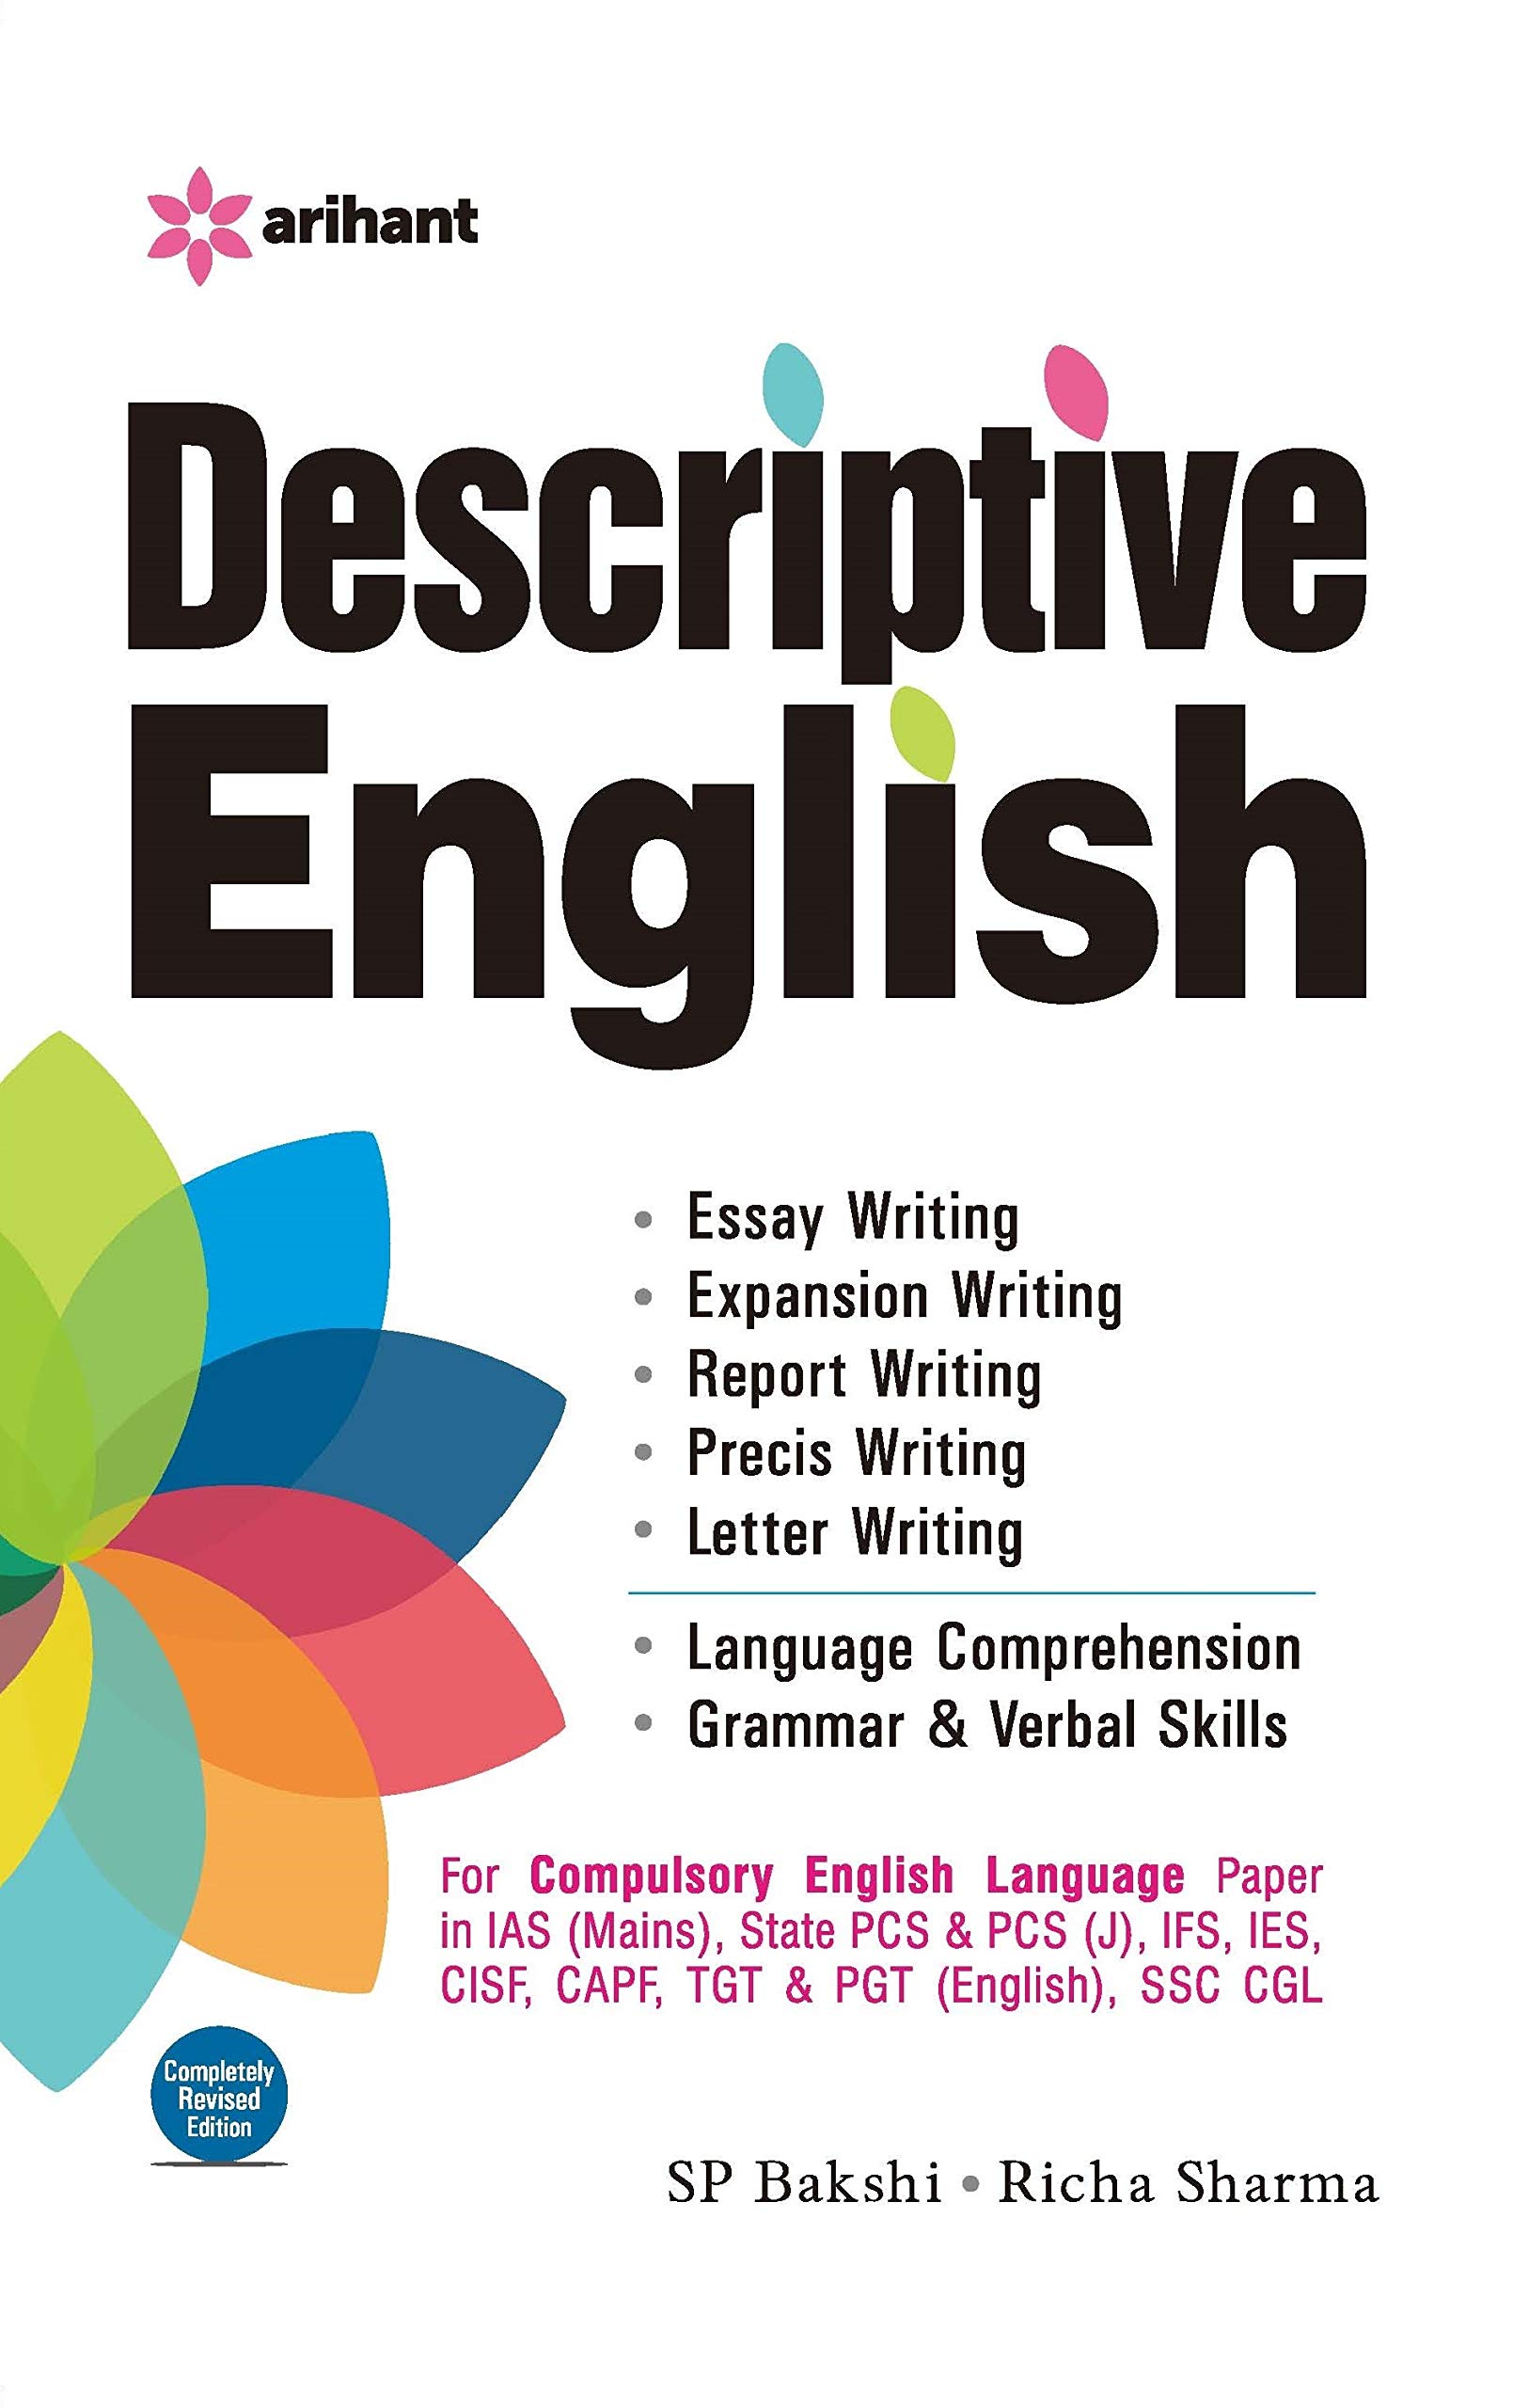 arihant
Descriptive
English
• Essay Writing
• Expansion Writing
• Report Writing
• Precis Writing
• Letter Writing
• Language Comprehension
• Grammar & Verbal Skills
For Compulsory English Language Paper
in IAS (Mains), State PCS & PCS (J), IFS, IES,
CISF, CAPF, TGT & PGT (English), SSC CGL
Completely
Revised
Edition
SP Bakshi • Richa Sharma